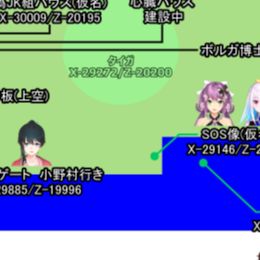 JK組ハウス(仮名)
X-30009/Z-20195
心臓ハウス
建設中
ボルガ博士
タイガ
X-29272/Z-20200
板(上空)
SOS像(仮
X-29146/Z-2
ゲート 小野村行き
29885/Z-19996
X-